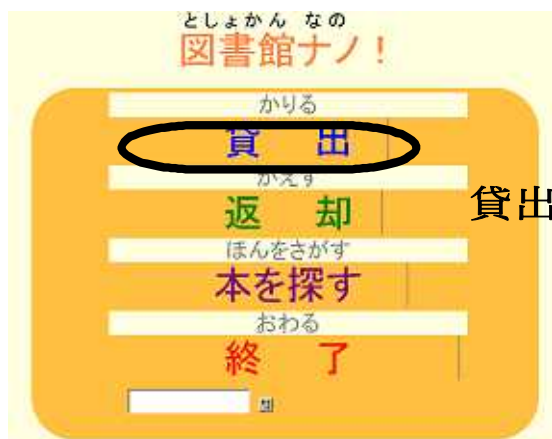 としょかん なの
図書館ナノ!
かりる
貸 出
かえす
返 却
貸出
ほんをさがす
本を探す
おわる
終 了